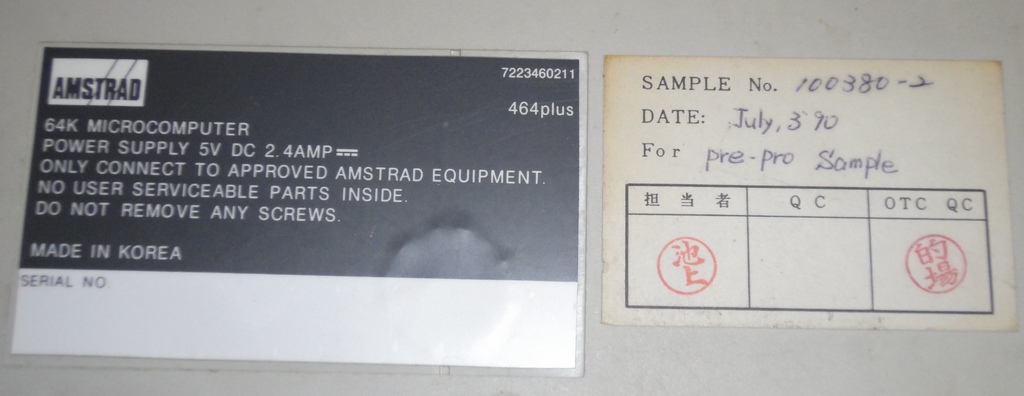 AMSTRAD
7223460211
464plus
64K MICROCOMPUTER
POWER SUPPLY 5V DC 2.4AMP
ONLY CONNECT TO APPROVED AMSTRAD EQUIPMENT.
NO USER SERVICEABLE PARTS INSIDE.
DO NOT REMOVE ANY SCREWS.
MADE IN KOREA
SERIAL NO.
SAMPLE No. 100380-2
DATE: July, 3 '90
For pre-pro Sample
担当者 QC OTC QC
池上 的場